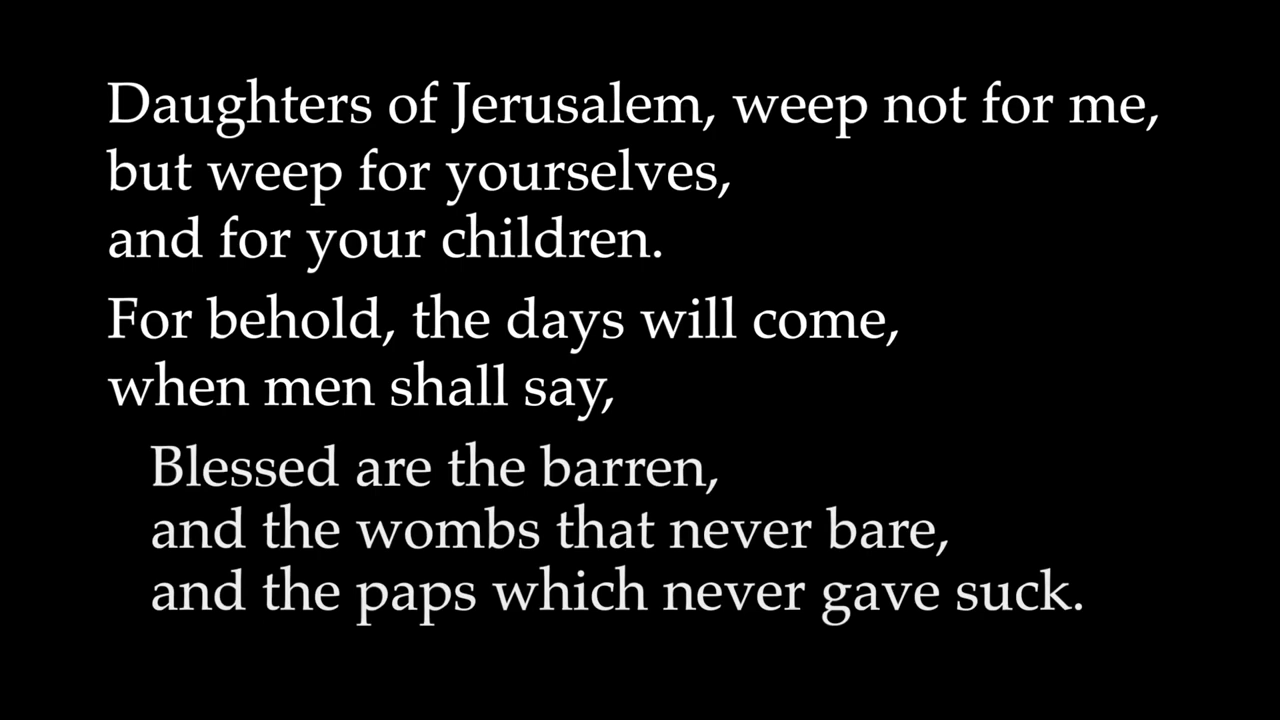 Daughters of Jerusalem, weep not for me,
but weep for yourselves,
and for your children.
For behold, the days will come,
when men shall say,
Blessed are the barren,
and the wombs that never bare,
and the paps which never gave suck.